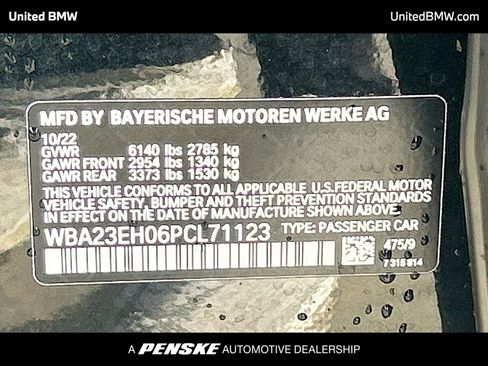 United BMW
UnitedBMW.com
MFD BY BAYERISCHE MOTOREN WERKE AG
10/22
GVWR 6140 lbs 2785 kg
GAWR FRONT 2954 lbs 1340 kg
GAWR REAR 3373 lbs 1530 kg
THIS VEHICLE CONFORMS TO ALL APPLICABLE U.S.FEDERAL MOTOR
VEHICLE SAFETY, BUMPER AND THEFT PREVENTION STANDARDS
IN EFFECT ON THE DATE OF MANUFACTURE SHOWN ABOVE.
WBA23EH06PCL71123 TYPE: PASSENGER CAR
475/9
A PENSKE AUTOMOTIVE DEALERSHIP